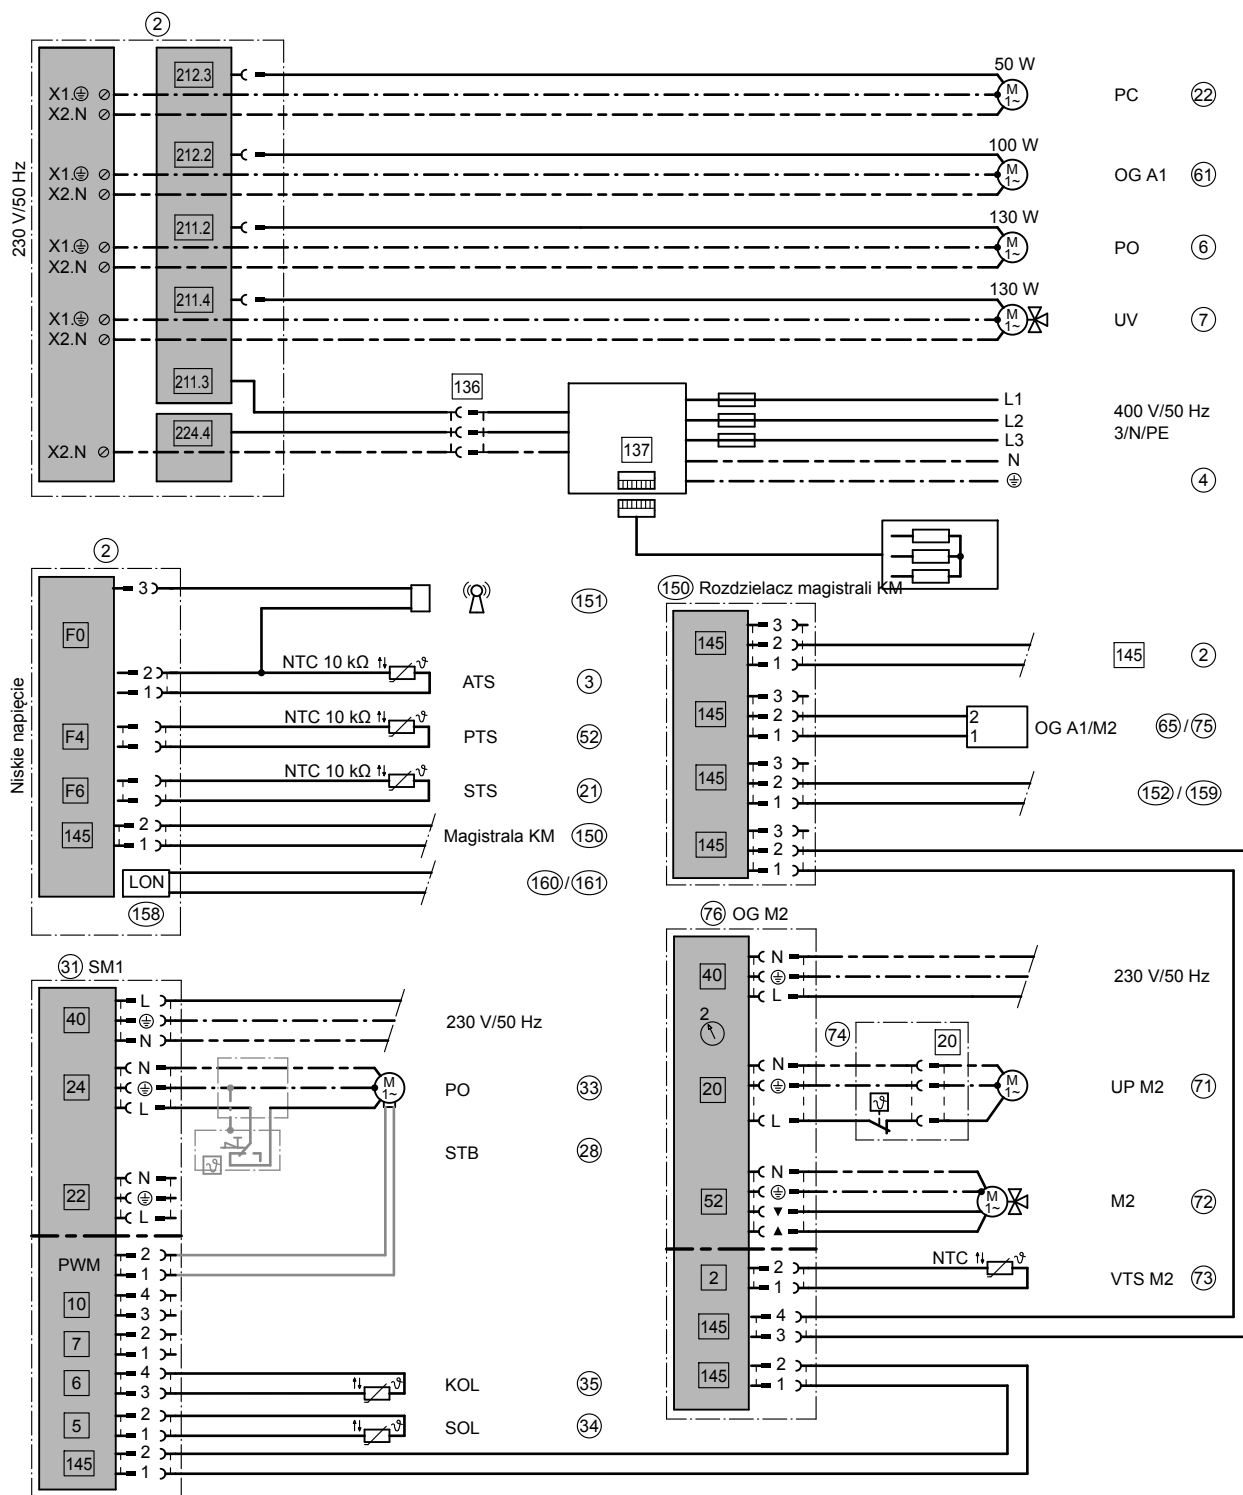 2
230 V/50 Hz
212.3
50 W
M
1~
X1.
X2.N
PC
22
212.2
100 W
M
1~
X1.
X2.N
OG A1
61
211.2
130 W
M
1~
X1.
X2.N
PO
6
211.4
130 W
M
1~
X1.
X2.N
UV
7
211.3
136
L1
L2
L3
N
400 V/50 Hz
3/N/PE
224.4
X2.N
137
4
2
Niskie napięcie
F0
3
151
2
1
NTC 10 kΩ
ϑ
ATS
3
F4
NTC 10 kΩ
ϑ
PTS
52
F6
NTC 10 kΩ
ϑ
STS
21
145
2
1
Magistrala KM
150
LON
158
160/161
150 Rozdzielacz magistrali KM
145
3
2
1
145
2
145
3
2
1
2
1
OG A1/M2
65/75
145
3
2
1
152/159
145
3
2
1
31 SM1
40
L
N
230 V/50 Hz
24
N
L
M
1~
PO
33
ϑ
STB
28
22
N
L
PWM
2
1
10
4
3
7
2
1
6
4
3
ϑ
KOL
35
5
2
1
ϑ
SOL
34
145
2
1
76 OG M2
40
N
L
230 V/50 Hz
2
74
20
20
N
L
ϑ
M
1~
UP M2
71
52
N
▼
▲
M
1~
M2
72
2
2
1
NTC
ϑ
VTS M2
73
145
4
3
145
2
1